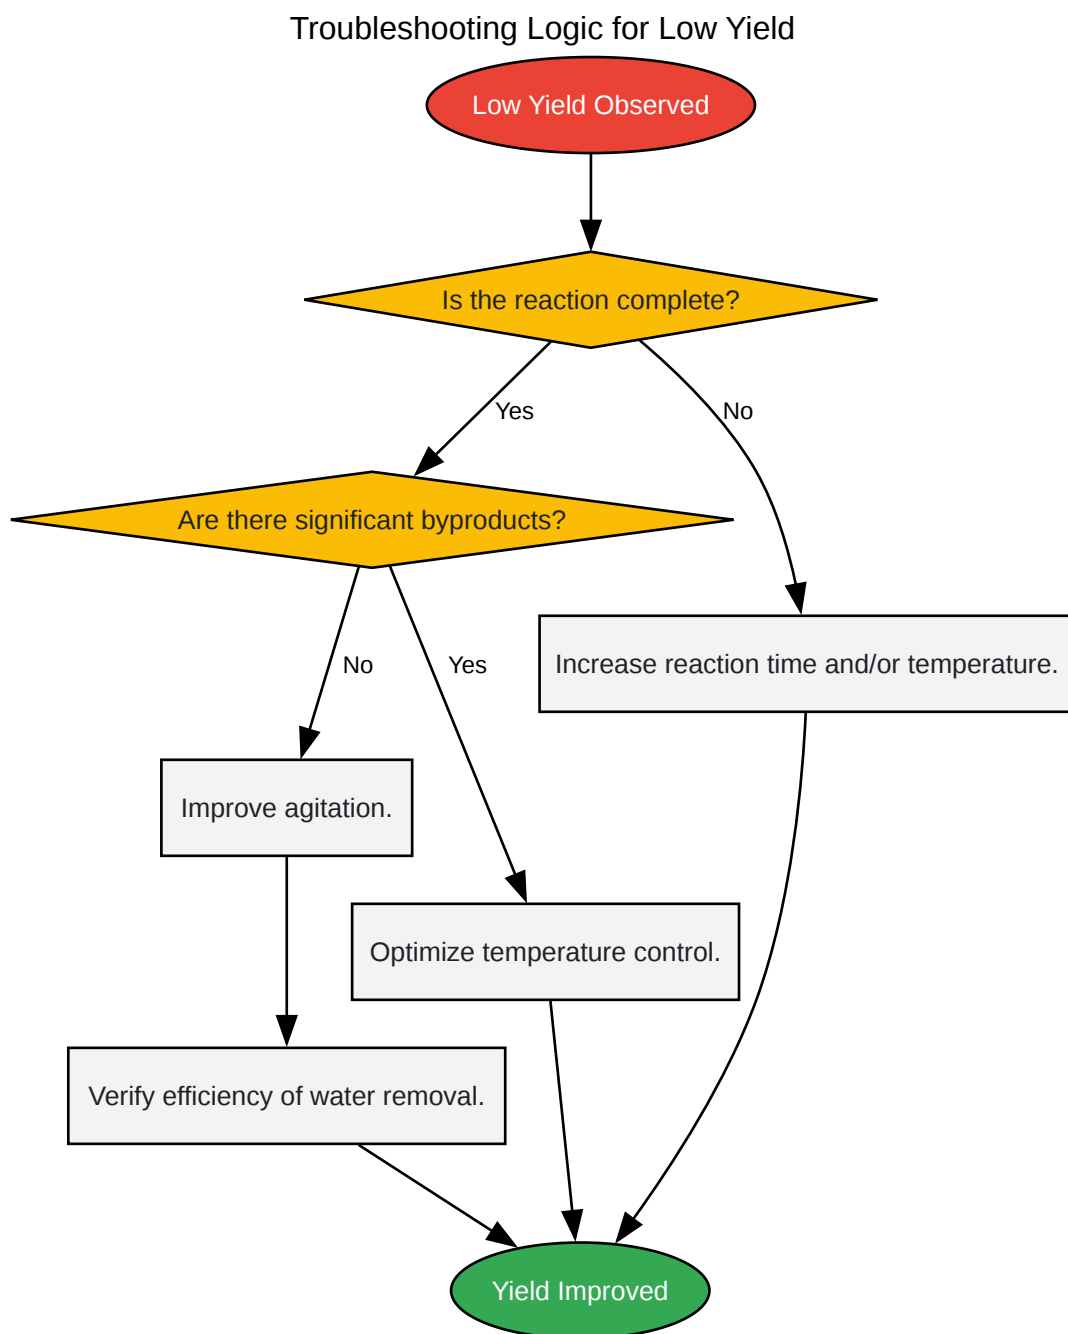 Troubleshooting Logic for Low Yield
Low Yield Observed
Is the reaction complete?
Yes
No
Are there significant byproducts?
No
Yes
Increase reaction time and/or temperature.
Improve agitation.
Optimize temperature control.
Verify efficiency of water removal.
Yield Improved